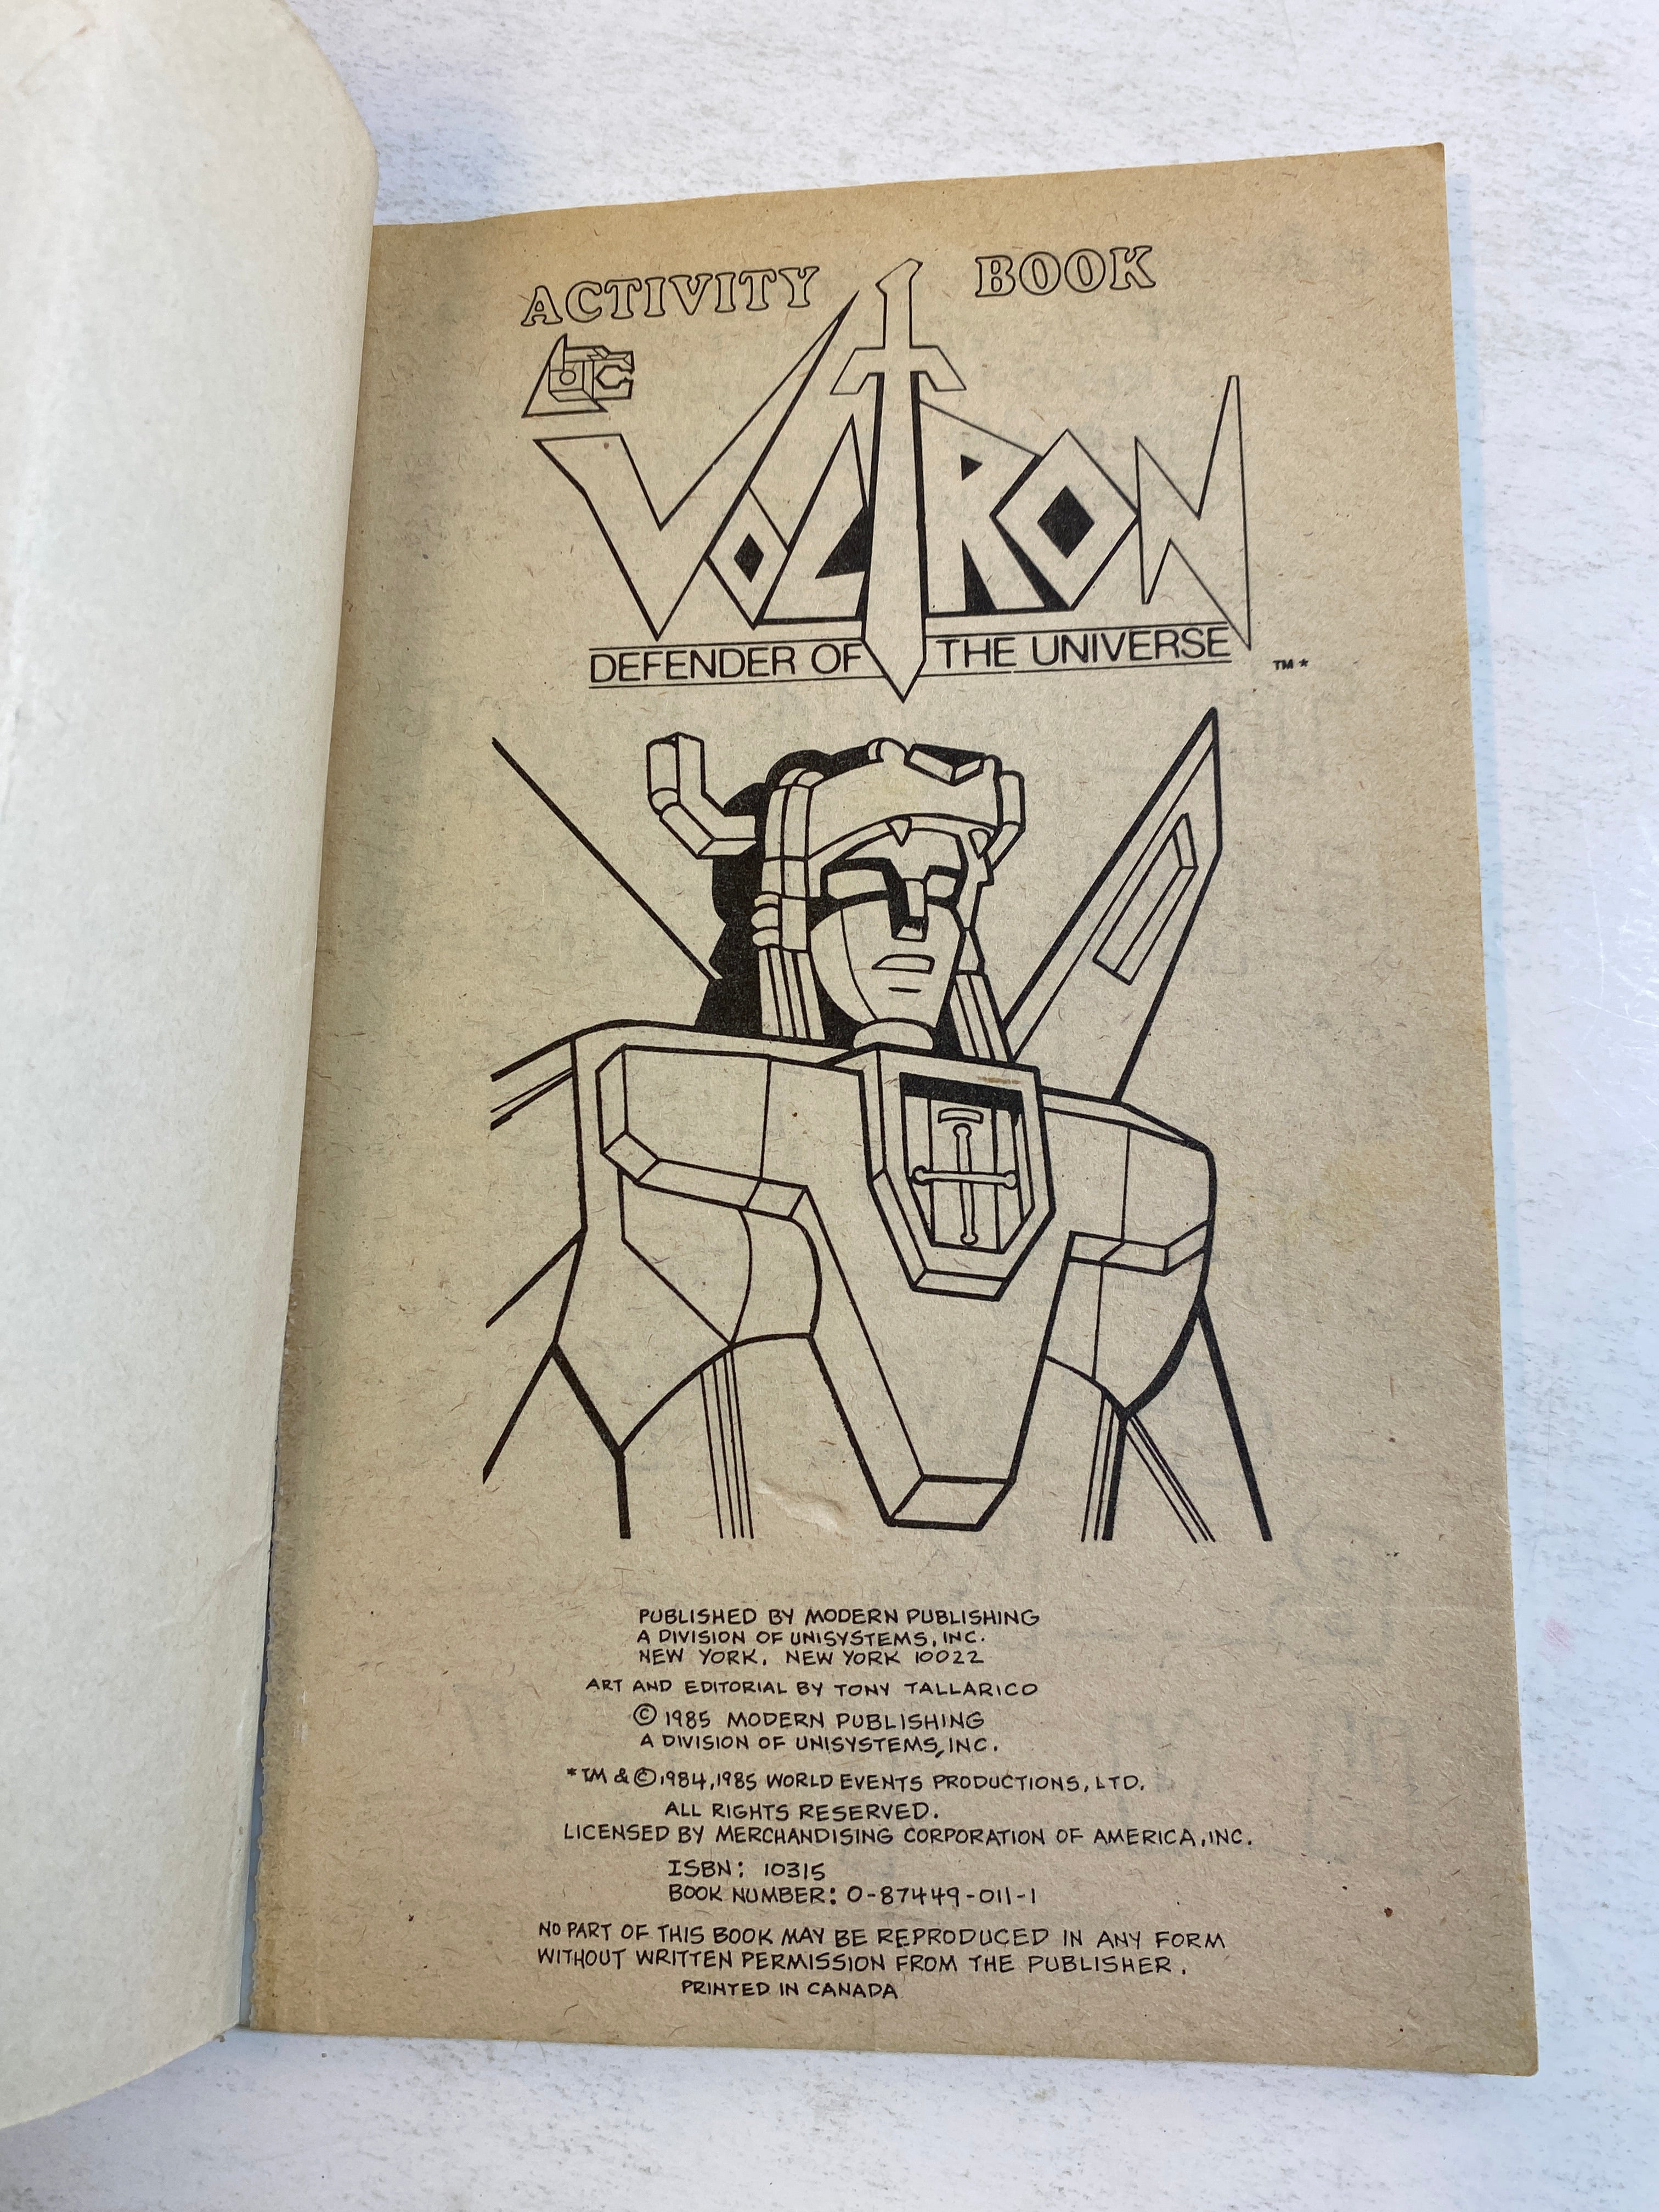 ACTIVITY BOOK
VOLTRON
DEFENDER OF THE UNIVERSE
TM *
PUBLISHED BY MODERN PUBLISHING
A DIVISION OF UNISYSTEMS, INC.
NEW YORK, NEW YORK 10022
ART AND EDITORIAL BY TONY TALLARICO
© 1985 MODERN PUBLISHING
A DIVISION OF UNISYSTEMS, INC.
*TM & © 1984, 1985 WORLD EVENTS PRODUCTIONS, LTD.
ALL RIGHTS RESERVED.
LICENSED BY MERCHANDISING CORPORATION OF AMERICA, INC.
ISBN: 10315
BOOK NUMBER: 0-87449-011-1
NO PART OF THIS BOOK MAY BE REPRODUCED IN ANY FORM
WITHOUT WRITTEN PERMISSION FROM THE PUBLISHER.
PRINTED IN CANADA